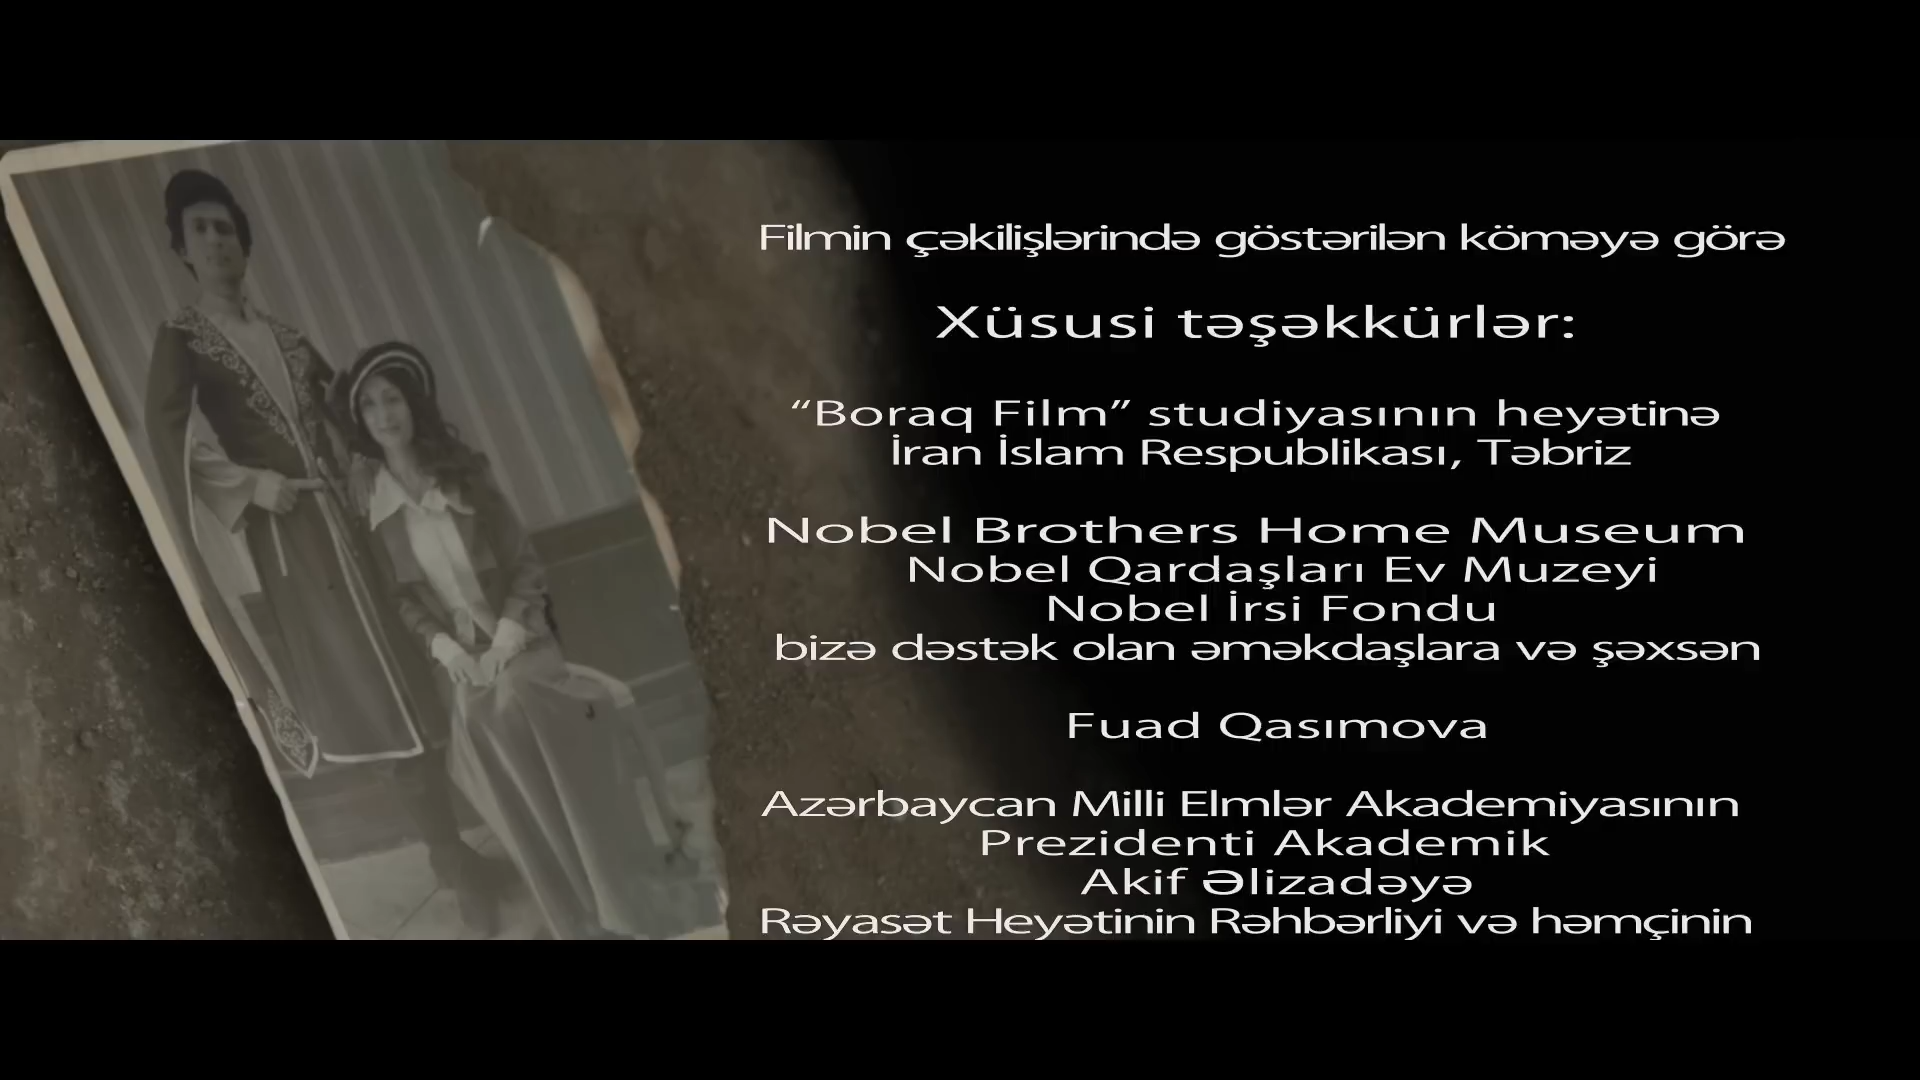 Filmin çəkilişlərində göstərilən köməyə görə
Xüsusi təşəkkürlər:
“Boraq Film” studiyasının heyətinə
İran İslam Respublikası, Təbriz
Nobel Brothers Home Museum
Nobel Qardaşları Ev Muzeyi
Nobel İrsi Fondu
bizə dəstək olan əməkdaşlara və şəxsən
Fuad Qasımova
Azərbaycan Milli Elmlər Akademiyasının
Prezidenti Akademik
Akif Əlizadəyə
Rəyasət Heyətinin Rəhbərliyi və həmçinin